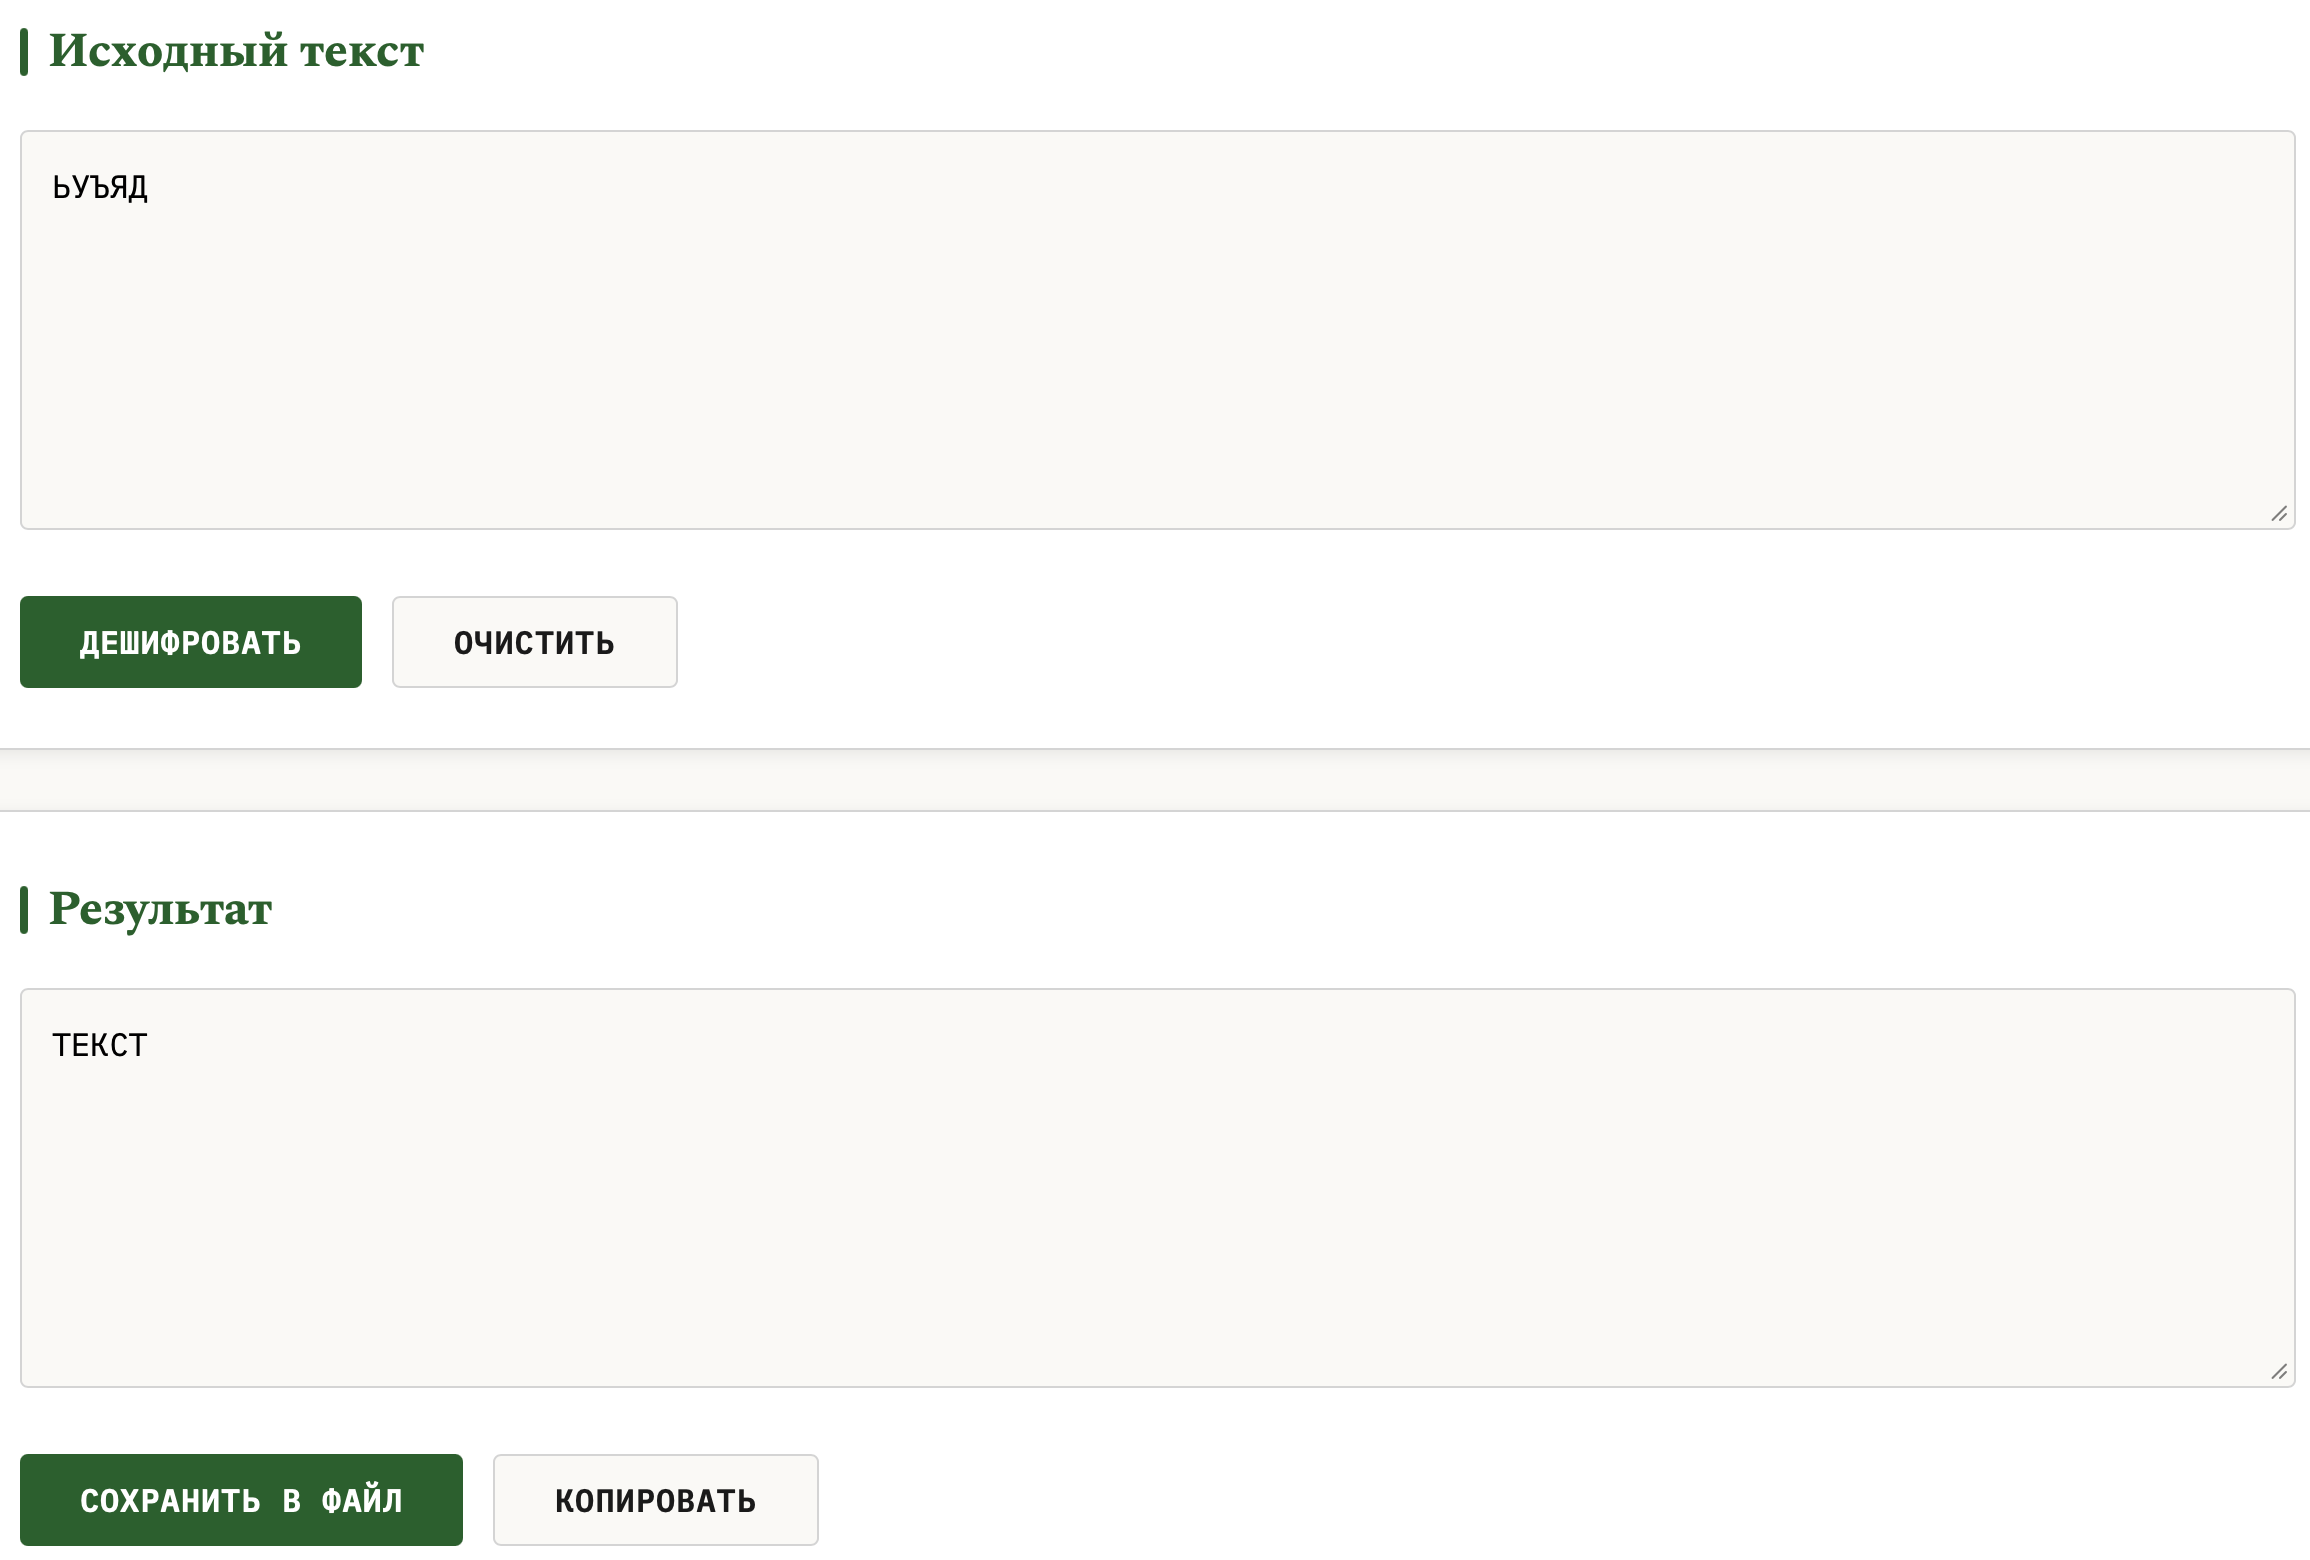 Исходный текст
ЬУЪЯД
ДЕШИФРОВАТЬ ОЧИСТИТЬ
Результат
ТЕКСТ
СОХРАНИТЬ В ФАЙЛ КОПИРОВАТЬ